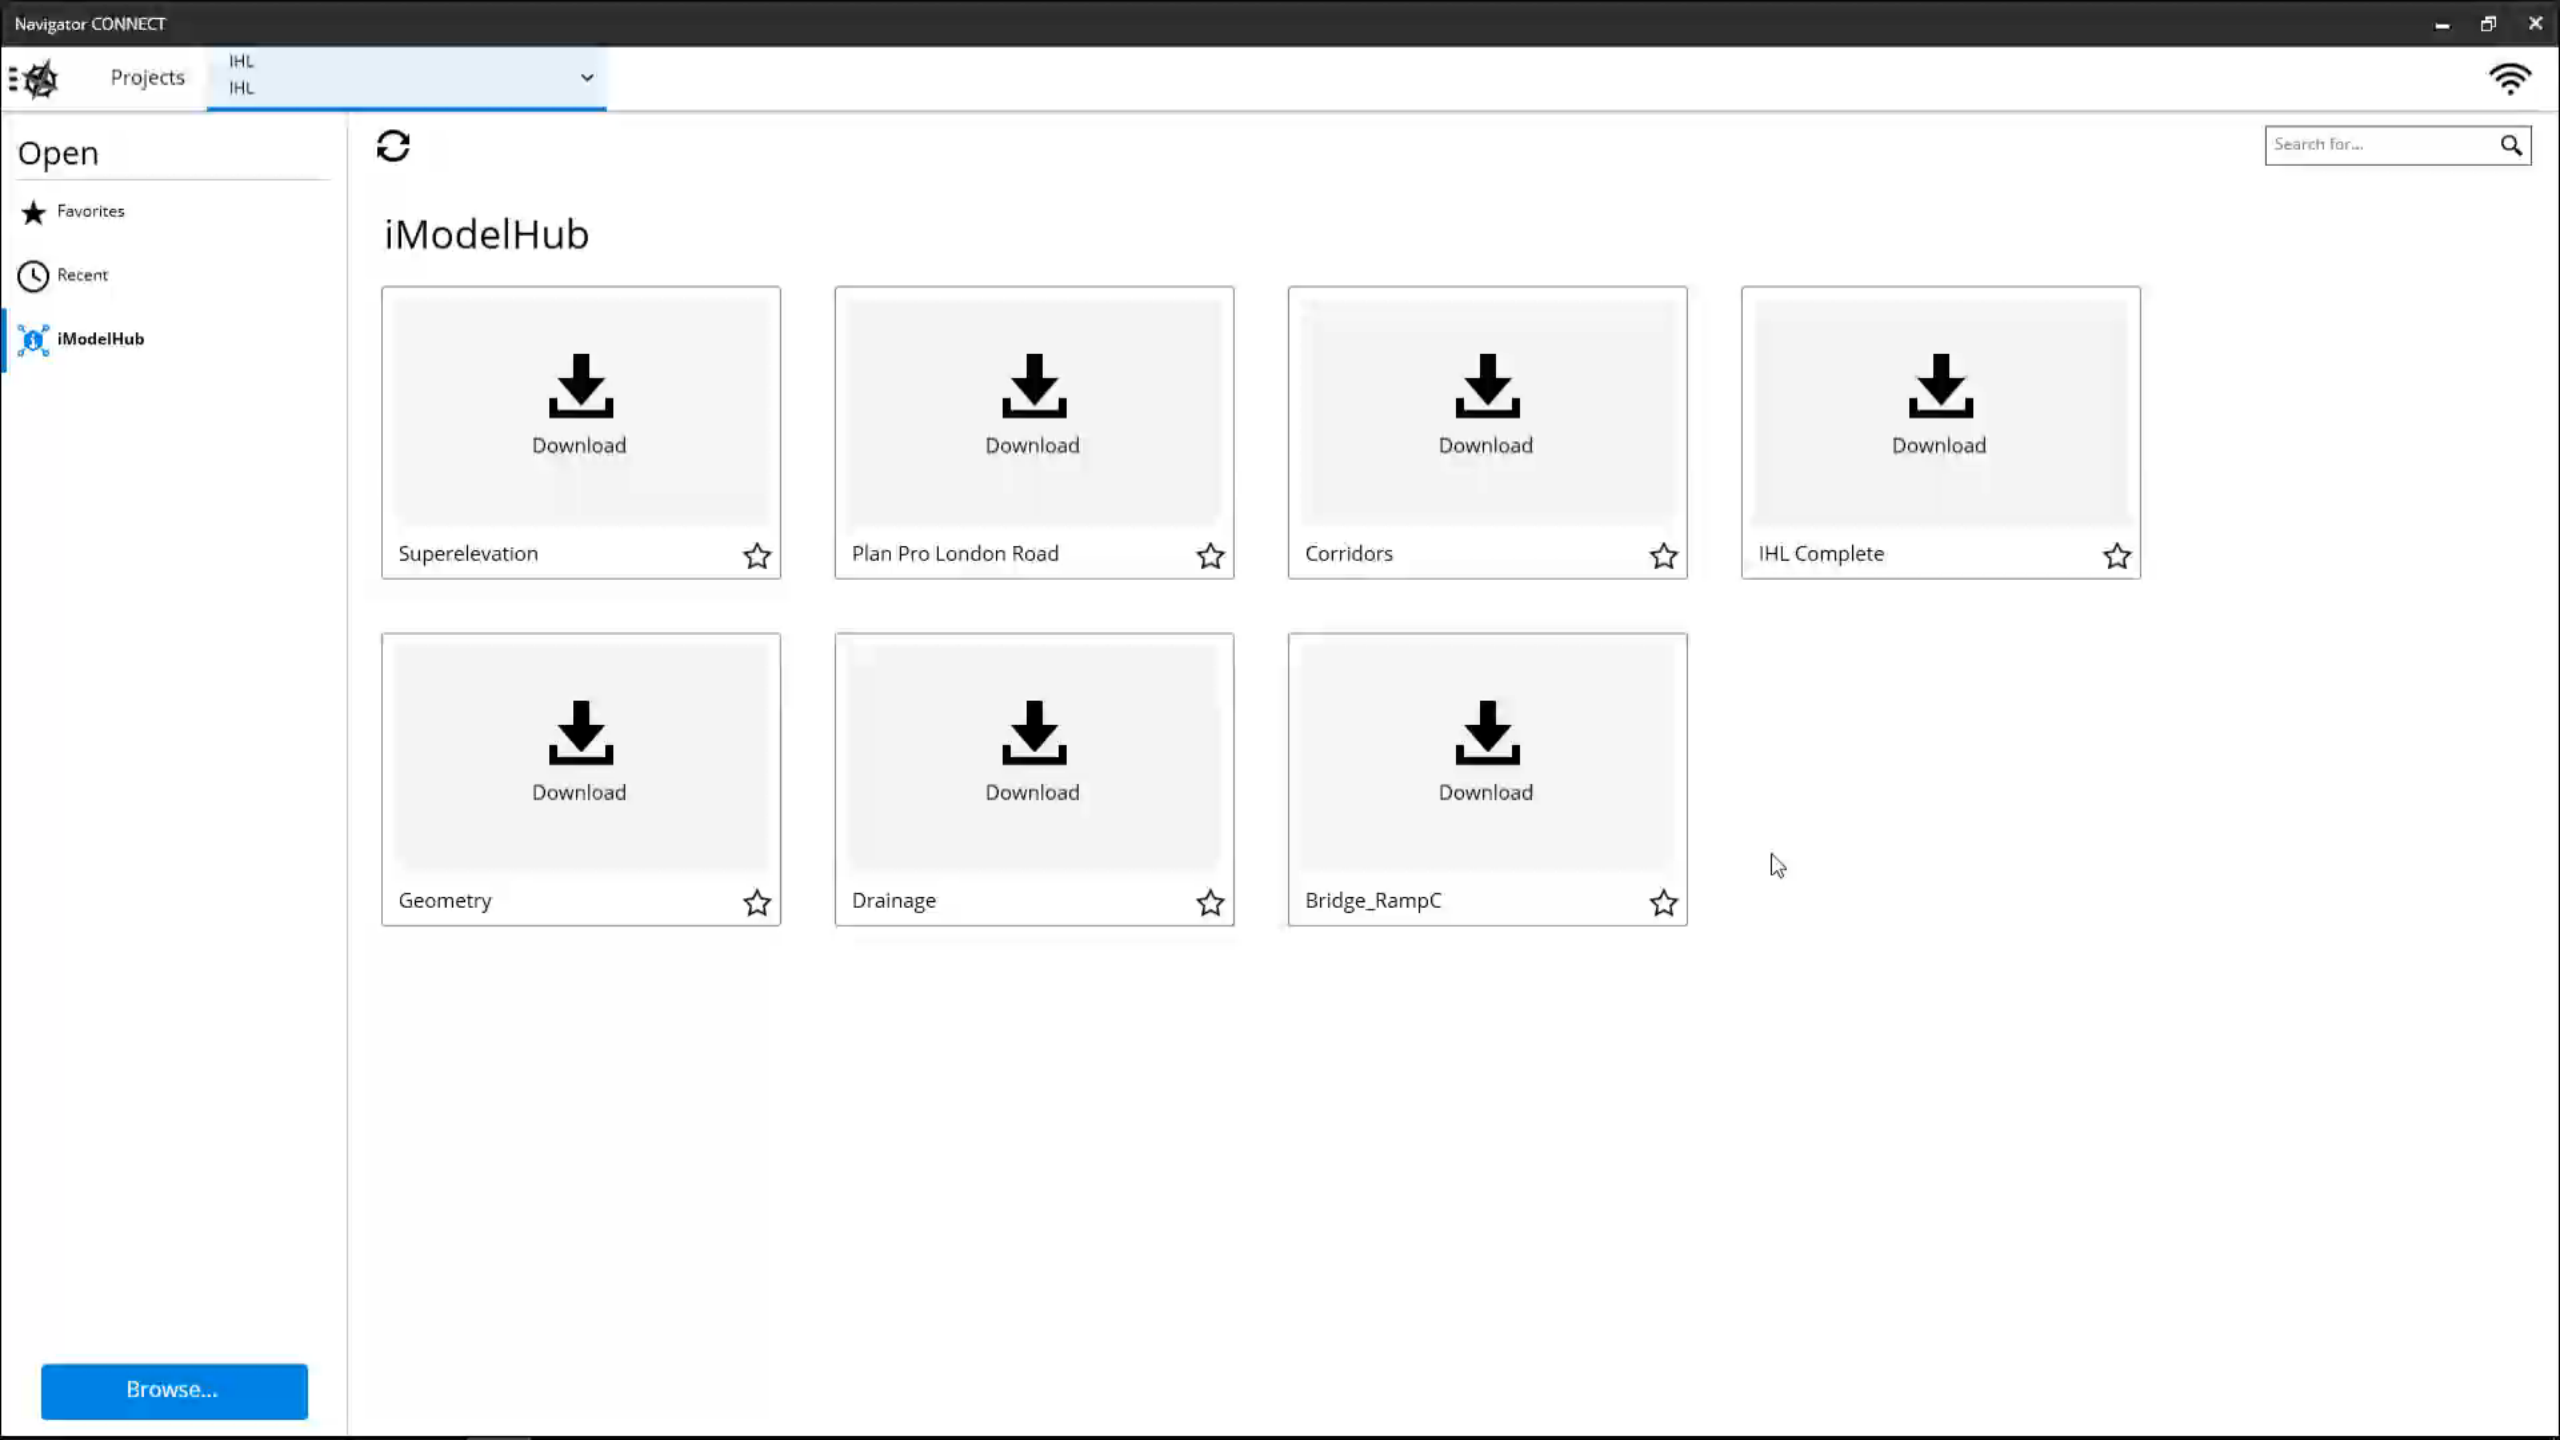 Navigator CONNECT
Projects
IHL
IHL
Open
Search for...
Favorites
Recent
iModelHub
iModelHub
Download
Download
Download
Download
Superelevation
Plan Pro London Road
Corridors
IHL Complete
Download
Download
Download
Geometry
Drainage
Bridge_RampC
Browse...